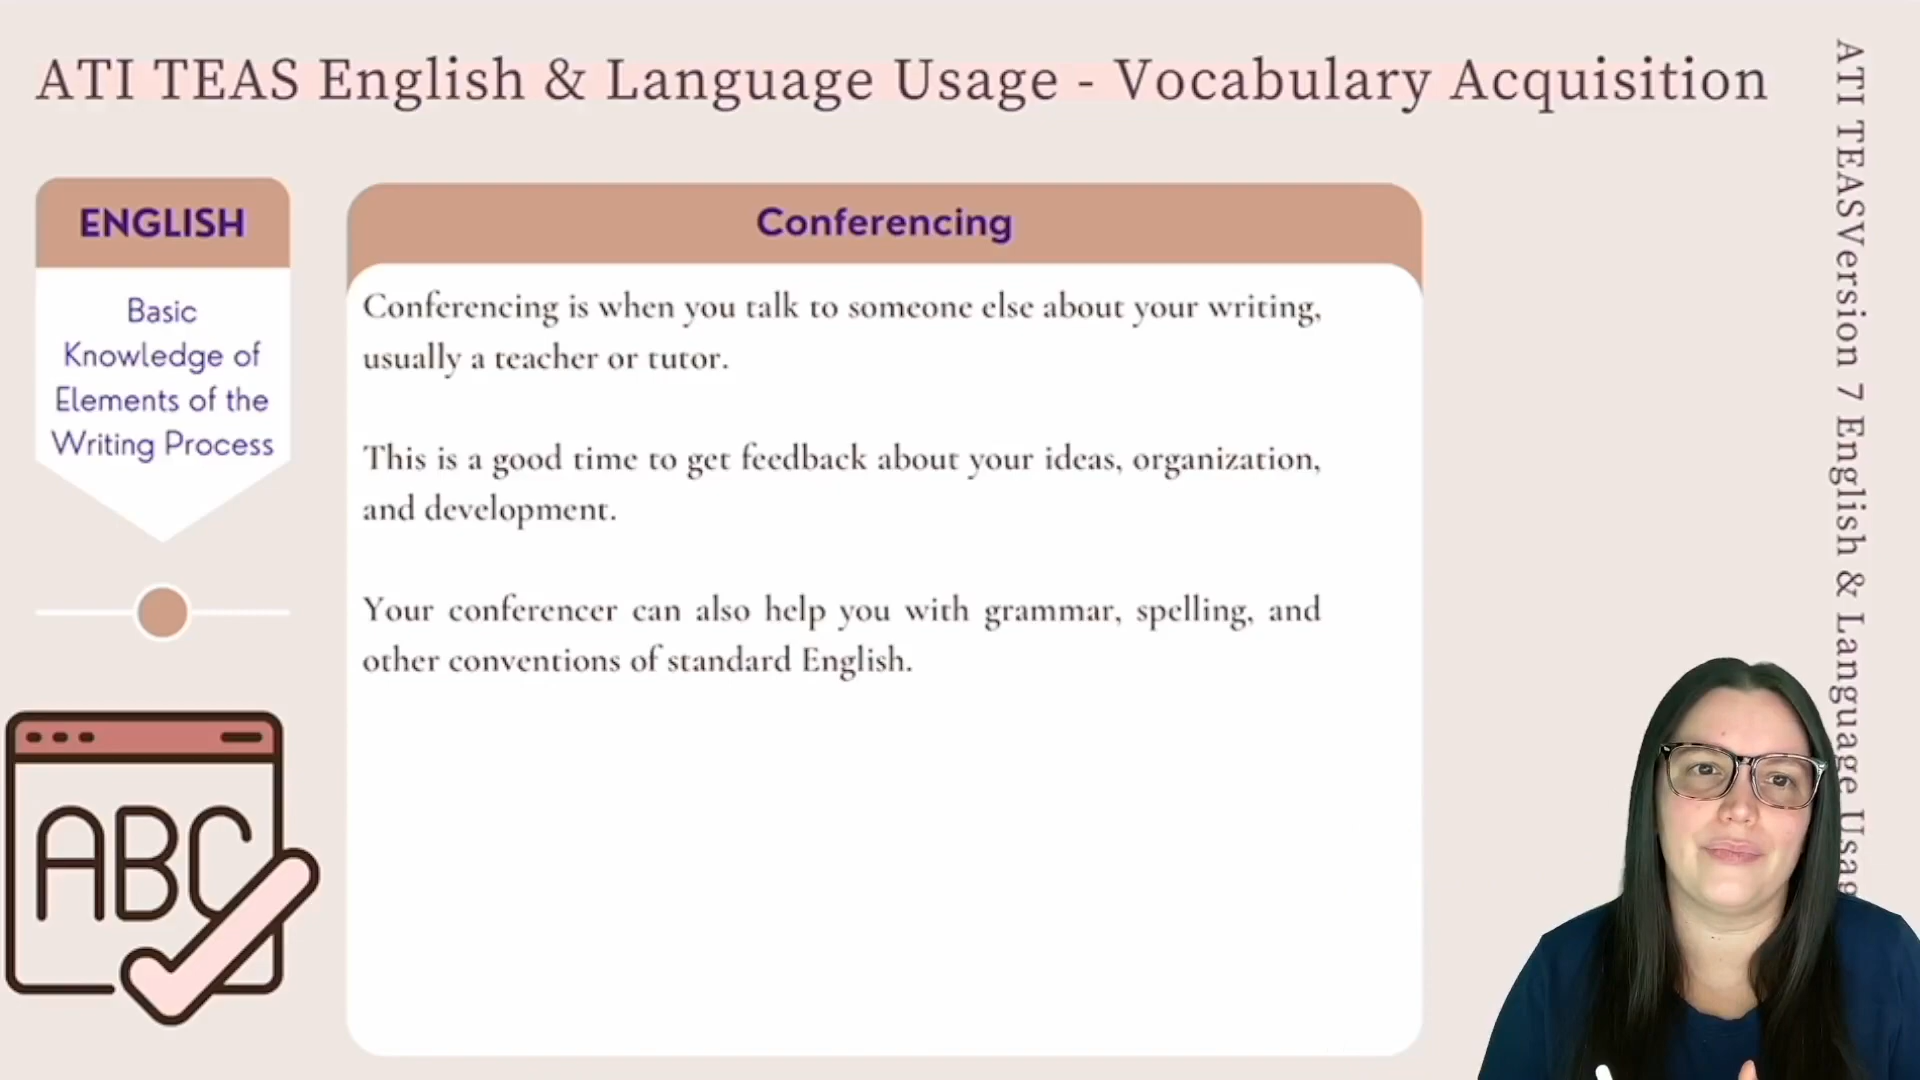 ATI TEAS English & Language Usage - Vocabulary Acquisition
ENGLISH
Basic
Knowledge of
Elements of the
Writing Process
Conferencing
Conferencing is when you talk to someone else about your writing,
usually a teacher or tutor.
This is a good time to get feedback about your ideas, organization,
and development.
Your conferencer can also help you with grammar, spelling, and
other conventions of standard English.
ABC
ATI TEASVersion 7 English & Language Usag